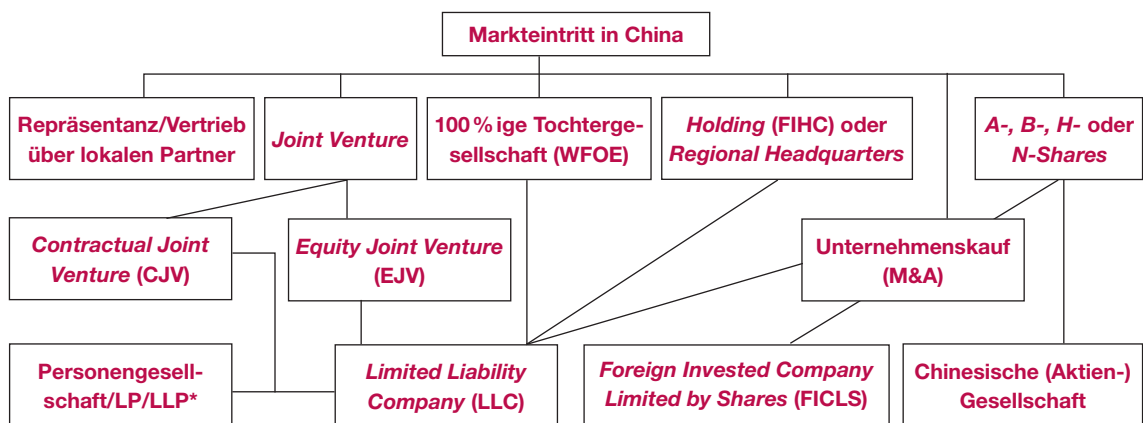 Markteintritt in China
Repräsentanz/Vertrieb
über lokalen Partner
Joint Venture
100 % ige Tochterge-
sellschaft (WFOE)
Holding (FIHC) oder
Regional Headquarters
A-, B-, H- oder
N-Shares
Contractual Joint
Venture (CJV)
Equity Joint Venture
(EJV)
Unternehmenskauf
(M&A)
Personengesell-
schaft/LP/LLP*
Limited Liability
Company (LLC)
Foreign Invested Company
Limited by Shares (FICLS)
Chinesische (Aktien-)
Gesellschaft